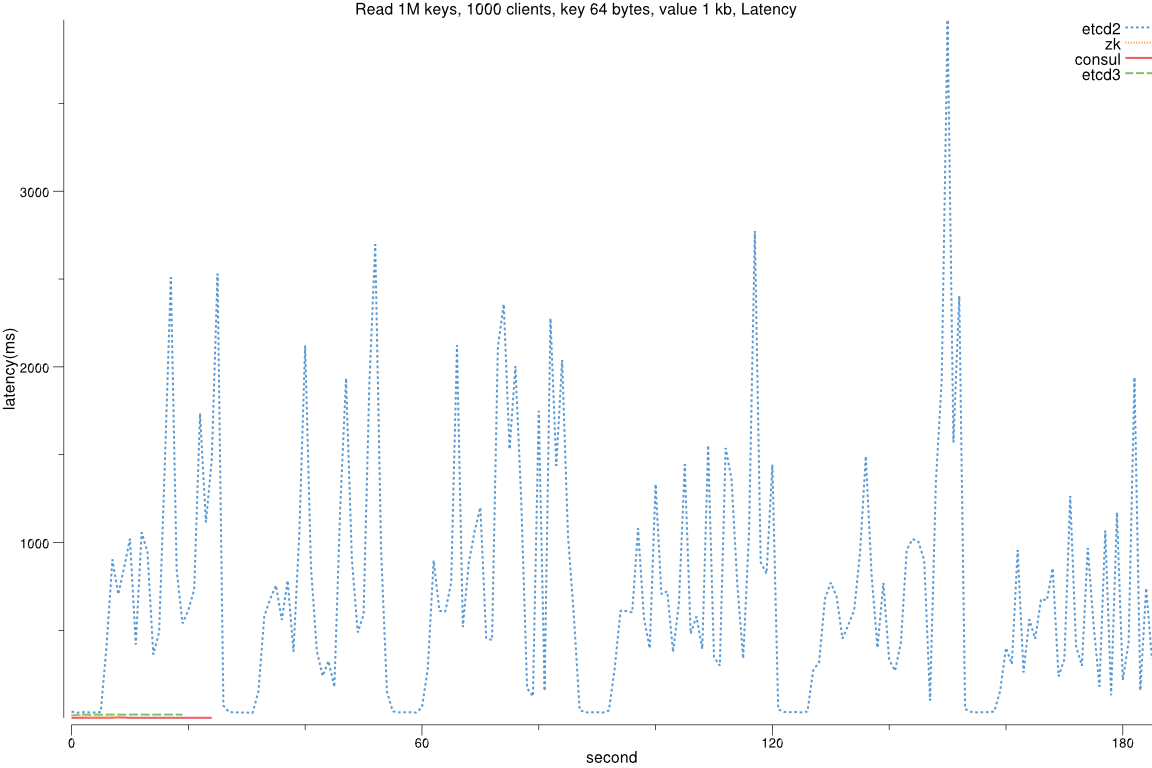 Read 1M keys, 1000 clients, key 64 bytes, value 1 kb, Latency
etcd2
zk
consul
etcd3
3000
2000
1000
latency(ms)
0
60
120
180
second